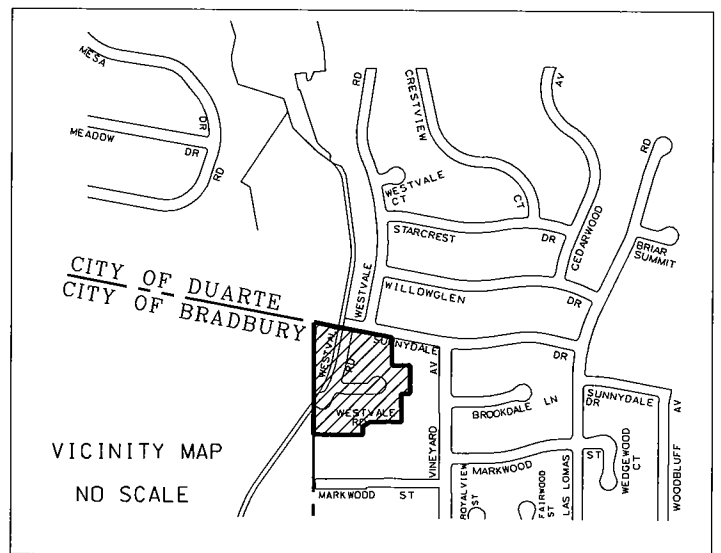 MESA
DR
RD
MEADOW
DR
RD
CRESTVIEW
CT
AV
RD
WESTVALE
CT
STARCREST
DR
CEDARWOOD
BRIAR
SUMMIT
WESTVALE
WILLOWGLEN
DR
CITY OF DUARTE
CITY OF BRADBURY
SUNNYDALE
DR
WESTVALE
RD
AV
WESTVALE
RD
VINEYARD
BROOKDALE LN
SUNNYDALE
DR
AV
WOODBLUFF
MARKWOOD
ST
WEDGEWOOD
CT
VICINITY MAP
NO SCALE
MARKWOOD ST
ROYALVIEW
ST
FAIRWOOD
ST
LAS LOMAS